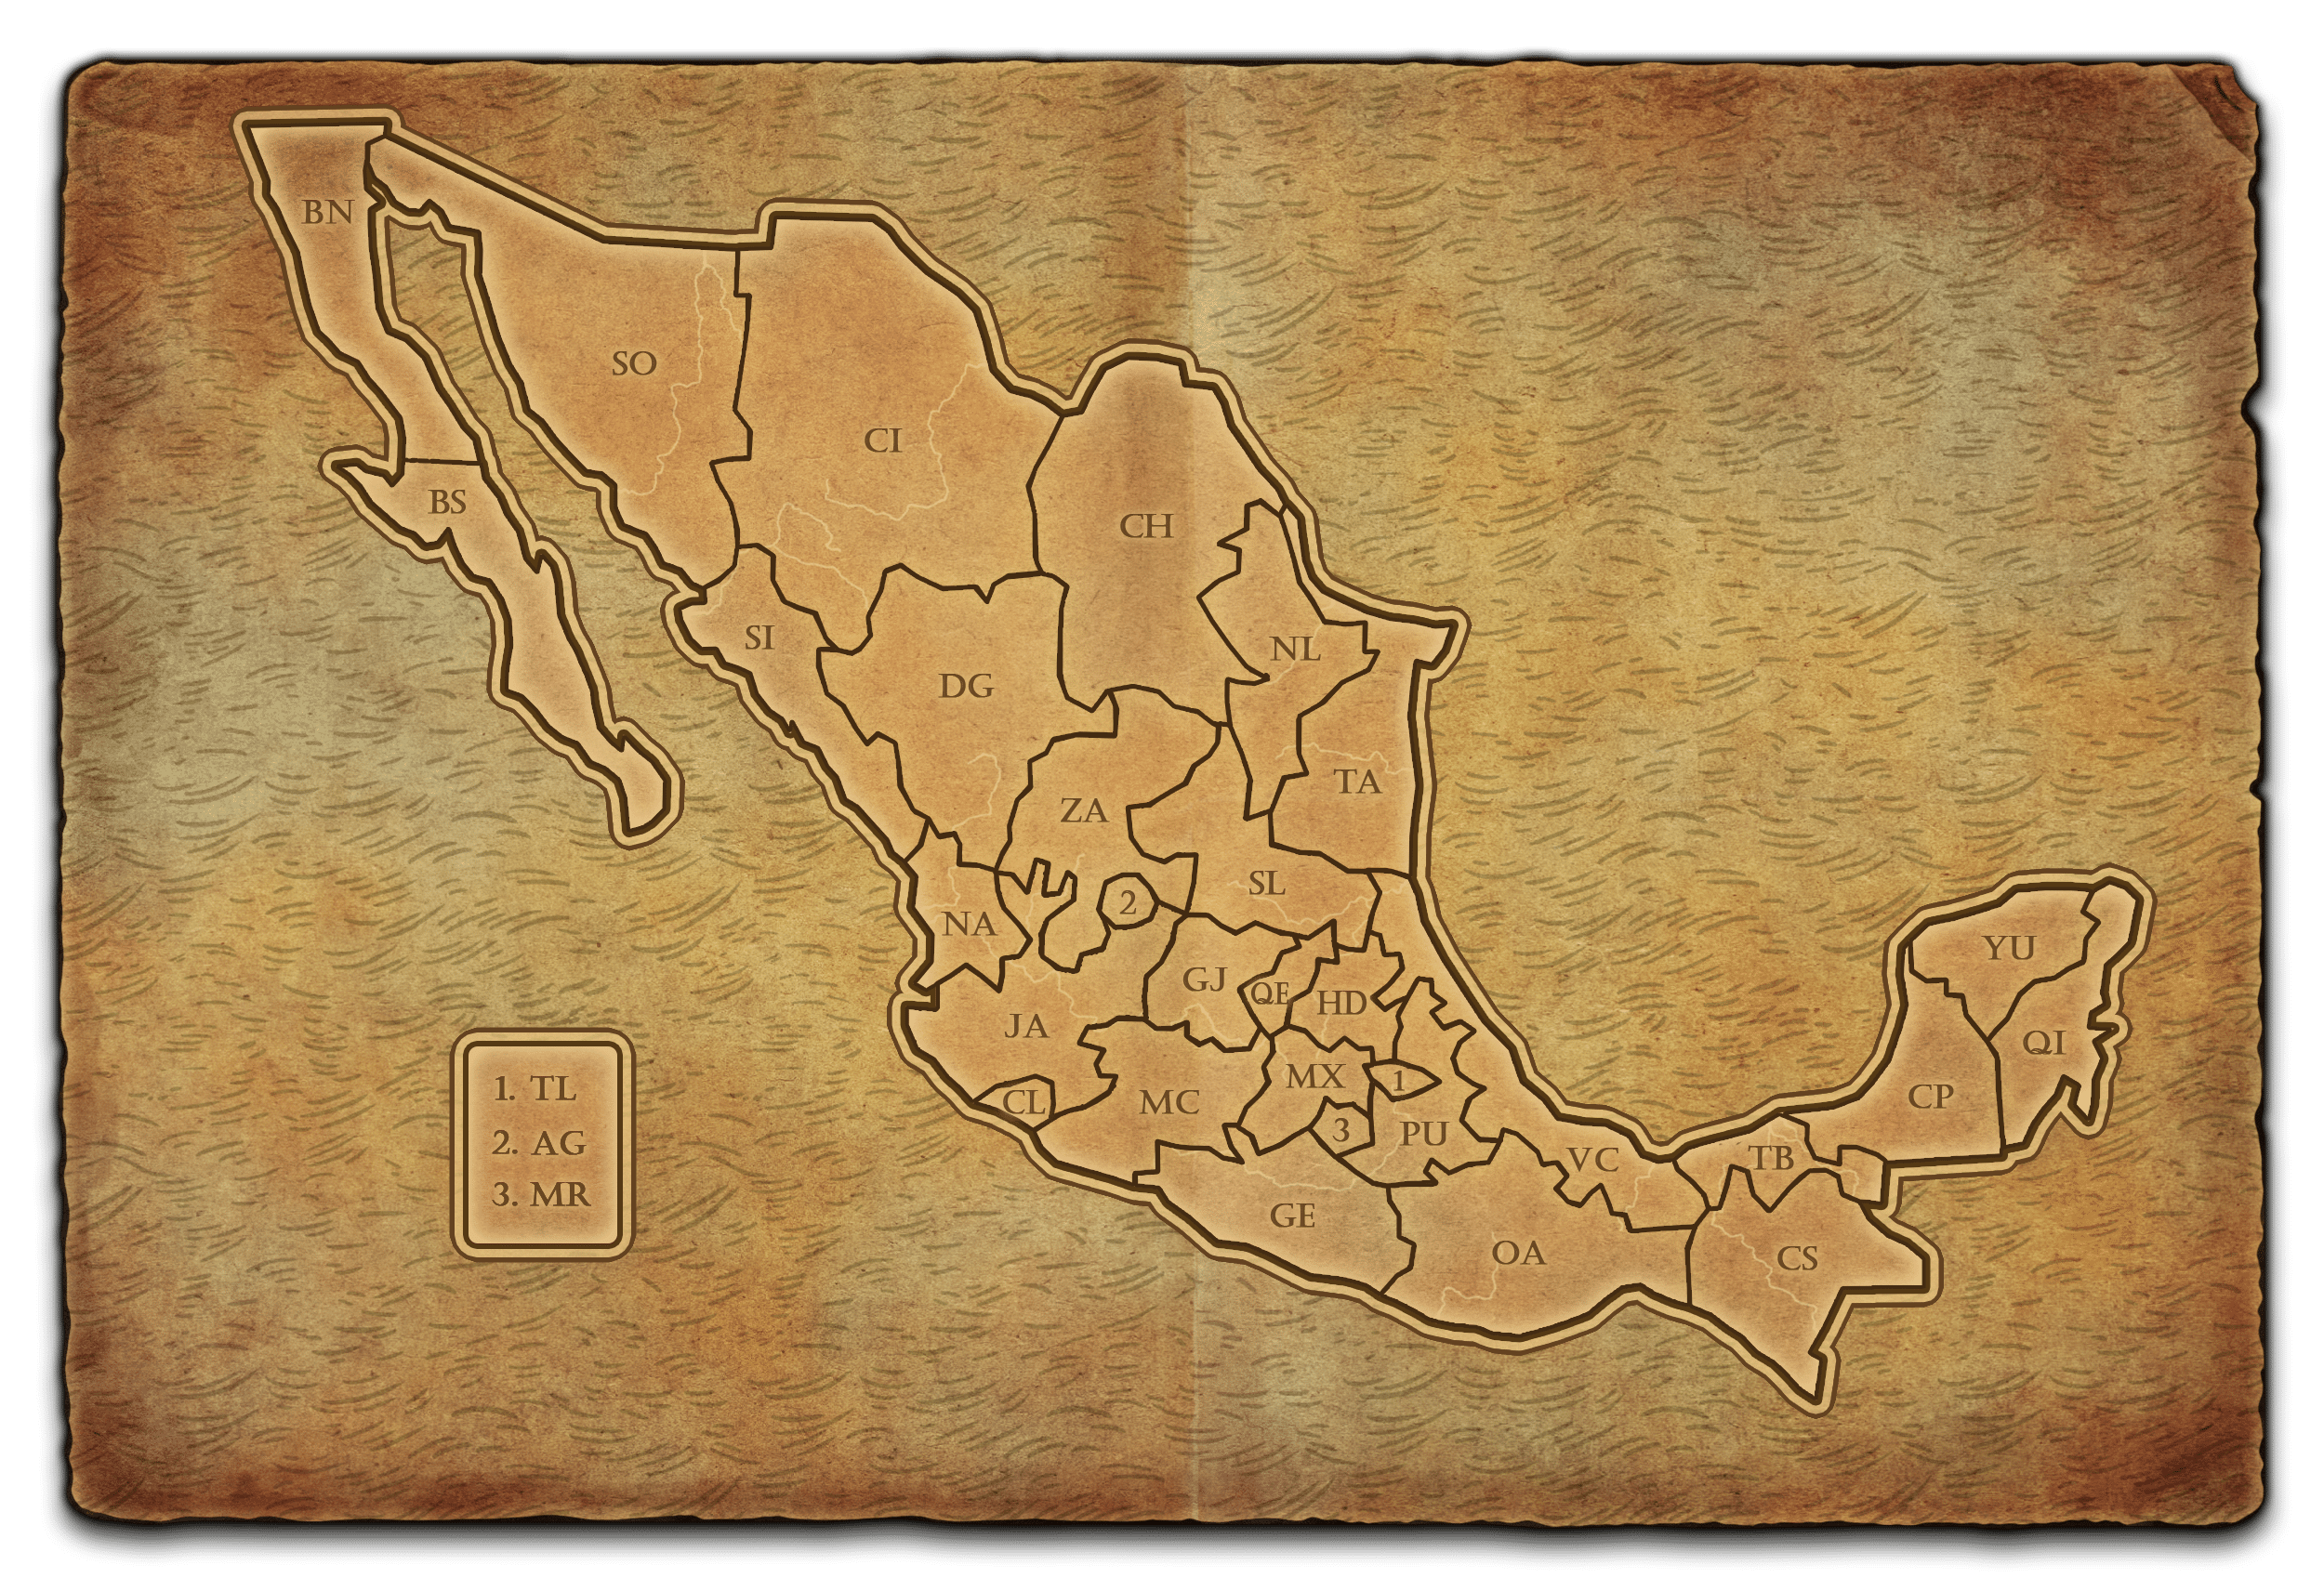 BN
SO
CI
BS
CH
SI
NL
DG
TA
ZA
SL
2
NA
YU
GJ
QE
HD
JA
QI
MX
1
CL
MC
CP
3
PU
VC
TB
GE
OA
CS
1. TL
2. AG
3. MR